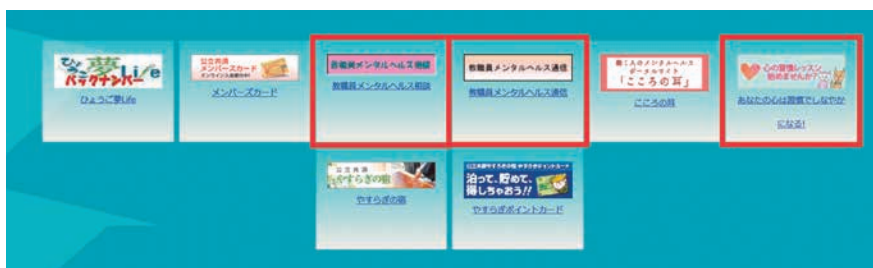 ひょうご夢Life
ひょうご夢Life
公立共済
メンバーズカード
メンバーズカード
教職員メンタルヘルス相談
教職員メンタルヘルス相談
教職員メンタルヘルス通信
教職員メンタルヘルス通信
働く人のメンタルヘルス
ポータルサイト
「こころの耳」
こころの耳
心の習慣レッスン
始めませんか?
あなたの心は習慣でしなやか
になる!
公立共済
やすらぎの宿
やすらぎの宿
泊って、貯めて、
得しちゃおう!!
やすらぎポイントカード